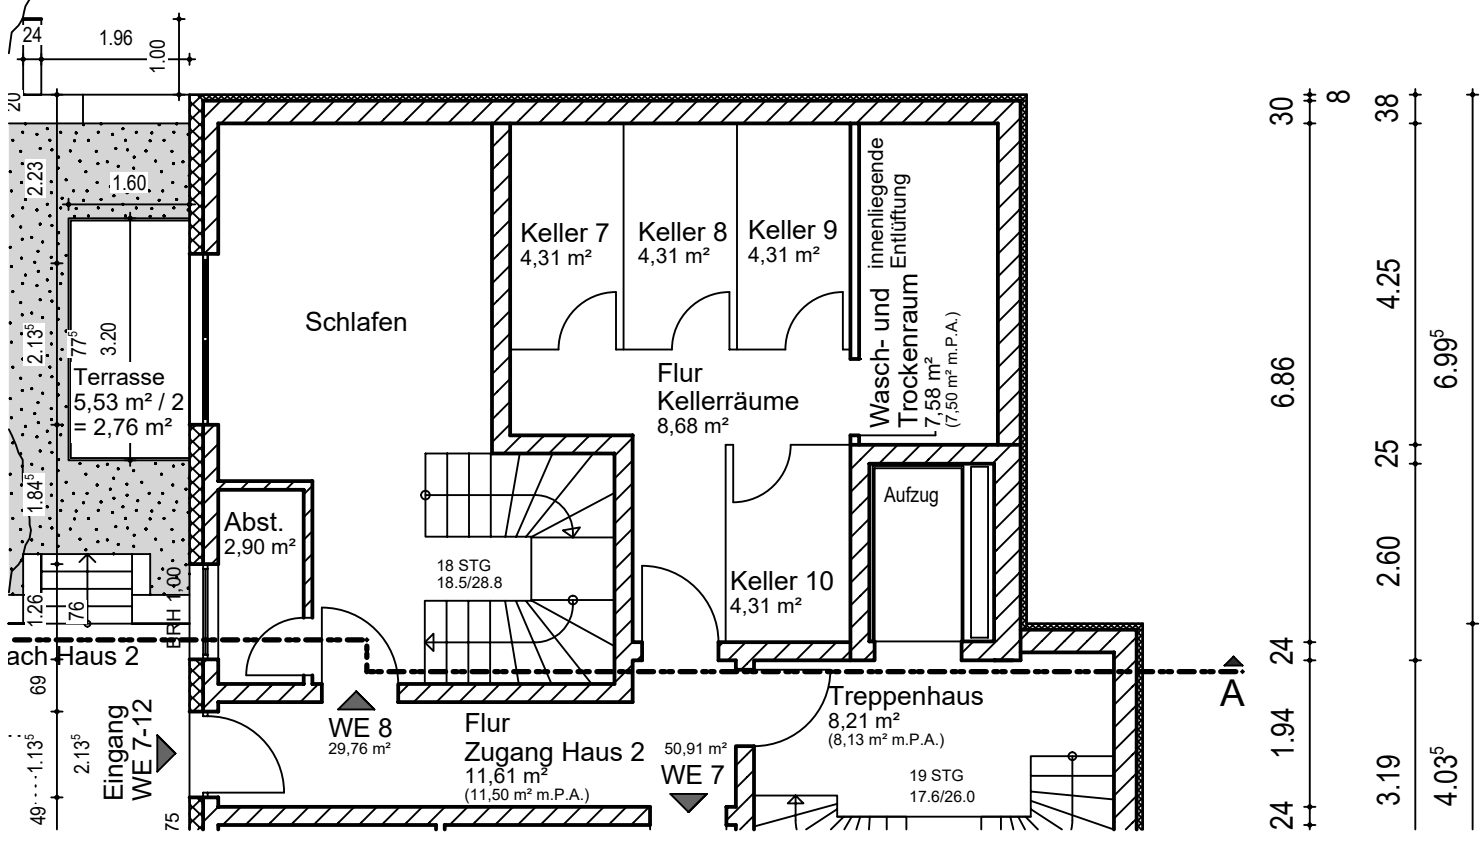 24
1.96
1.00
20
30
8
38
2.23
1.60
innenliegende
Entlüftung
Keller 7
4,31 m²
Keller 8
4,31 m²
Keller 9
4,31 m²
4.25
2.13⁵
77⁵
3.20
Schlafen
Wasch- und
Trockenraum
7,58 m²
(7,50 m² m.P.A.)
6.86
6.99⁵
Terrasse
5,53 m² / 2
= 2,76 m²
Flur
Kellerräume
8,68 m²
25
1.84⁵
Aufzug
Abst.
2,90 m²
18 STG
18.5/28.8
2.60
Keller 10
4,31 m²
1.26
76
BRH 1,00
ach Haus 2
24
69
A
Treppenhaus
8,21 m²
(8,13 m² m.P.A.)
Eingang
WE 7-12
WE 8
29,76 m²
Flur
Zugang Haus 2
11,61 m²
(11,50 m² m.P.A.)
50,91 m²
WE 7
1.94
1.13⁵
2.13⁵
19 STG
17.6/26.0
3.19
4.03⁵
49
75
24